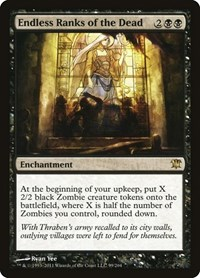 Endless Ranks of the Dead 2
Enchantment
At the beginning of your upkeep, put X
2/2 black Zombie creature tokens onto the
battlefield, where X is half the number of
Zombies you control, rounded down.
With Thraben's army recalled to its city walls,
outlying villages were left to fend for themselves.
Ryan Yee